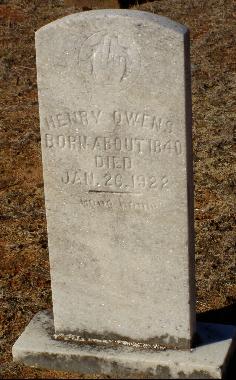 HENRY OWENS
BORN ABOUT 1840
DIED
JAN. 26, 1922